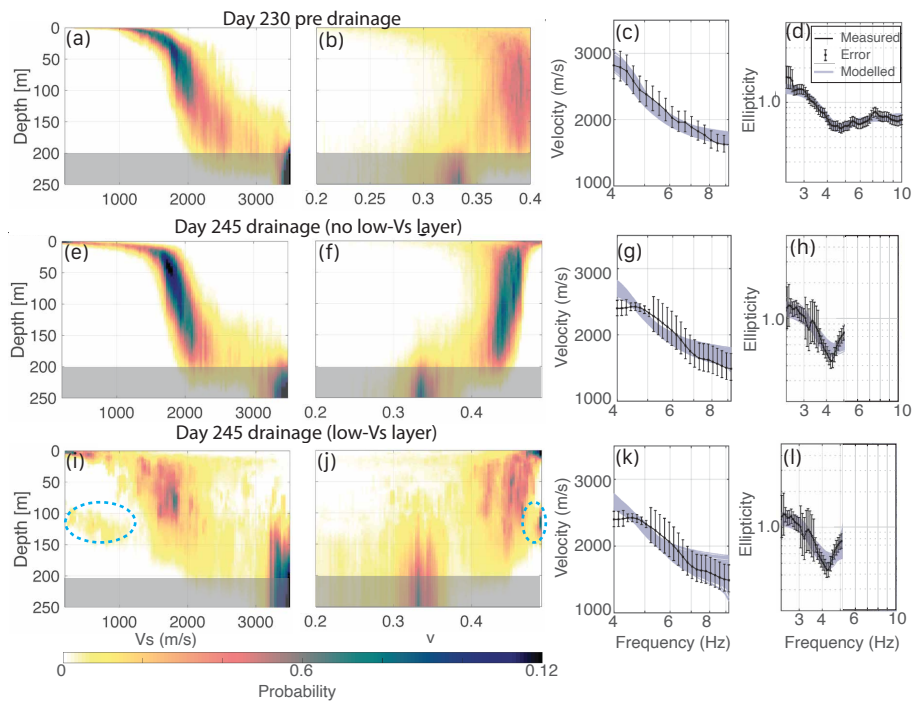 Day 230 pre drainage
(a)
(b)
(c)
(d)
Measured
Error
Modelled
Depth [m]
0
50
100
150
200
250
1000
2000
3000
0.2
0.25
0.3
0.35
0.4
Velocity (m/s)
3000
2000
1000
4
6
8
Ellipticity
1.0
3
4
6
10
Day 245 drainage (no low-Vs layer)
(e)
(f)
(g)
(h)
Depth [m]
0
50
100
150
200
250
1000
2000
3000
0.2
0.3
0.4
Velocity (m/s)
3000
2000
1000
4
6
8
Ellipticity
1.0
3
4
6
10
Day 245 drainage (low-Vs layer)
(i)
(j)
(k)
(l)
Depth [m]
0
50
100
150
200
250
200
1000
2000
3000
Vs (m/s)
0.2
0.3
0.4
v
Velocity (m/s)
3000
2000
1000
4
6
8
Frequency (Hz)
Ellipticity
1.0
3
4
6
10
Frequency (Hz)
0
0.6
0.12
Probability